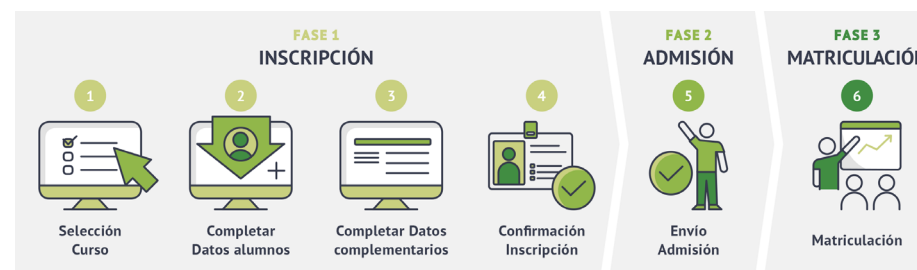 FASE 1
INSCRIPCIÓN
1
2
3
4
Selección
Curso
Completar
Datos alumnos
Completar Datos
complementarios
Confirmación
Inscripción
FASE 2
ADMISIÓN
5
Envío
Admisión
FASE 3
MATRICULACIÓN
6
Matriculación